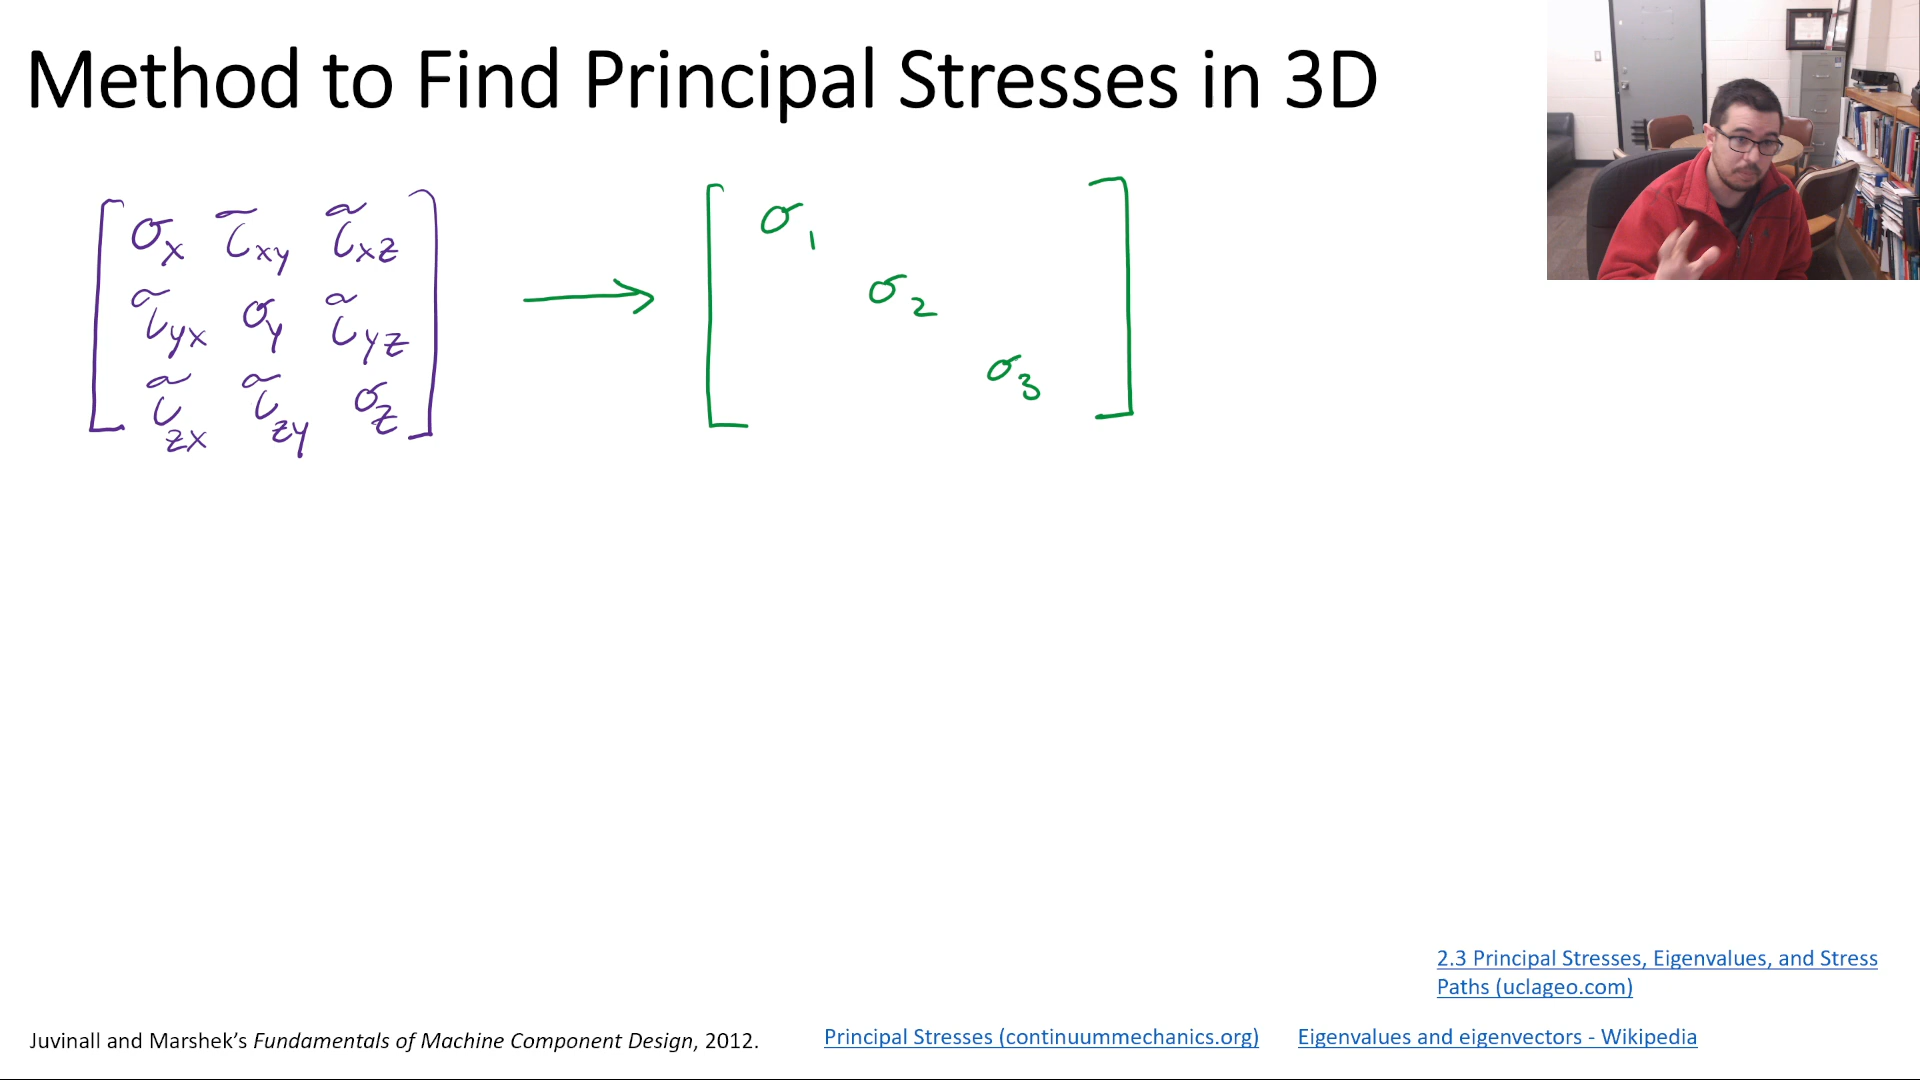 Method to Find Principal Stresses in 3D
σx τxy τxz
τyx σy τyz
τzx τzy σz
→
σ1
σ2
σ3
2.3 Principal Stresses, Eigenvalues, and Stress
Paths (uclageo.com)
Juvinall and Marshek's Fundamentals of Machine Component Design, 2012.
Principal Stresses (continuummechanics.org)
Eigenvalues and eigenvectors - Wikipedia